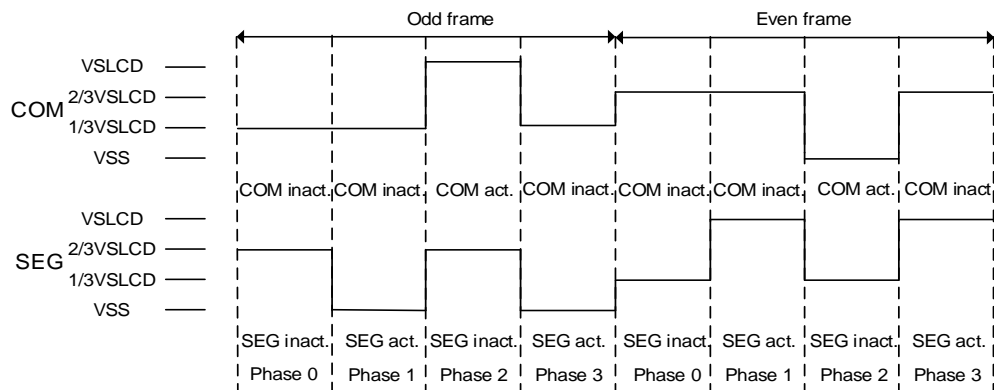 Odd frame Even frame
VSLCD
2/3VSLCD
COM
1/3VSLCD
VSS
COM inact. COM inact. COM act. COM inact. COM inact. COM inact. COM act. COM inact.
VSLCD
2/3VSLCD
SEG
1/3VSLCD
VSS
SEG inact. SEG act. SEG inact. SEG act. SEG inact. SEG act. SEG inact. SEG act.
Phase 0 Phase 1 Phase 2 Phase 3 Phase 0 Phase 1 Phase 2 Phase 3